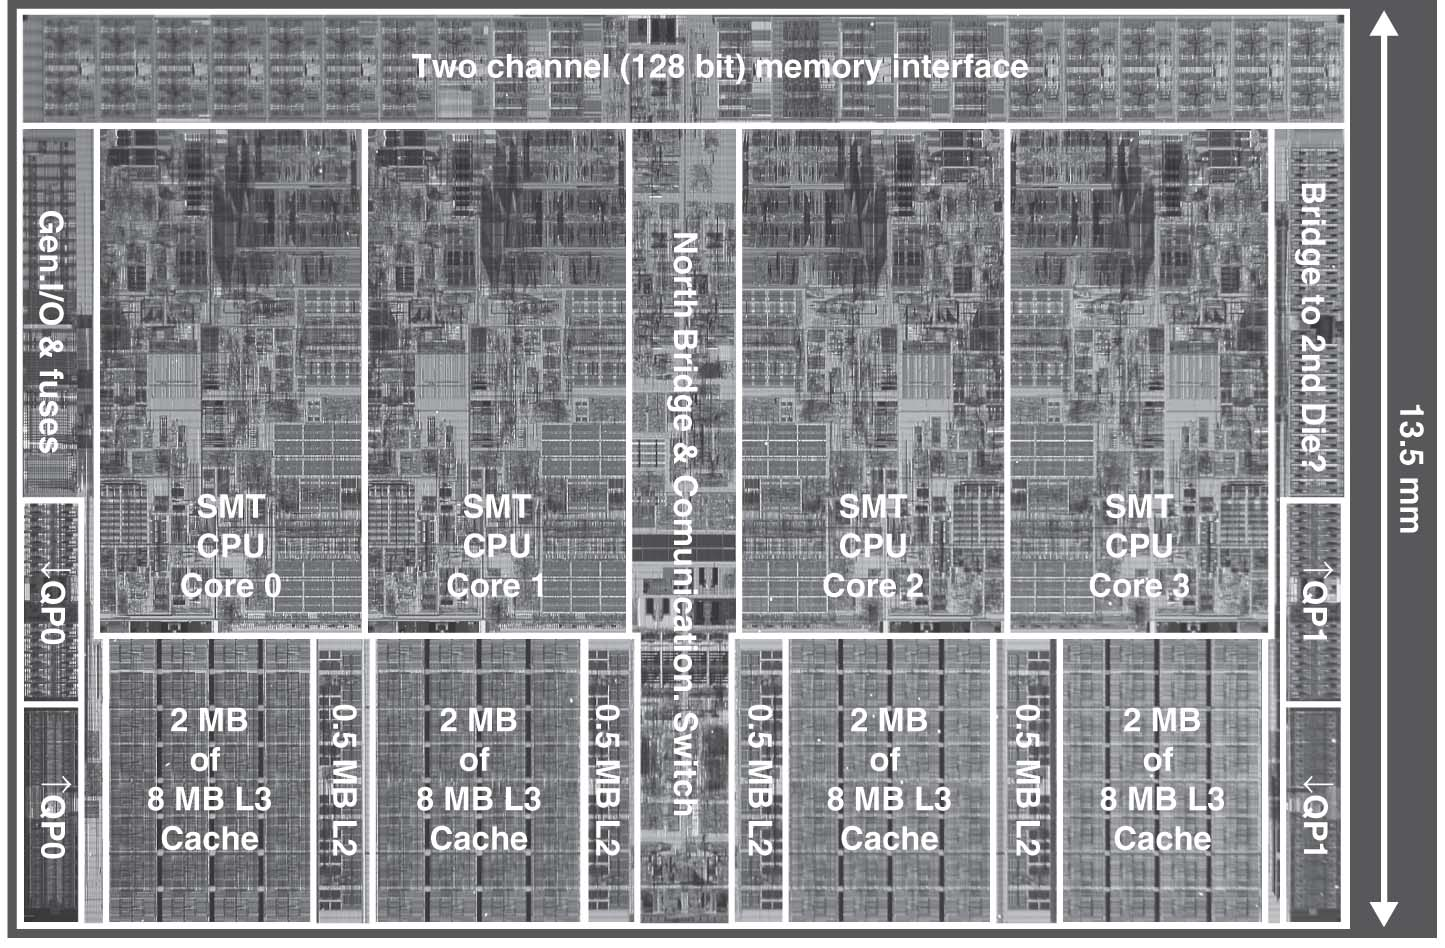 Two channel (128 bit) memory interface
Gen.I/O & fuses
SMT
CPU
Core 0
SMT
CPU
Core 1
North Bridge & Comunication. Switch
SMT
CPU
Core 2
SMT
CPU
Core 3
Bridge to 2nd Die?
13.5 mm
↓QP0
↑QP0
2 MB
of
8 MB L3
Cache
0.5 MB L2
2 MB
of
8 MB L3
Cache
0.5 MB L2
0.5 MB L2
2 MB
of
8 MB L3
Cache
0.5 MB L2
2 MB
of
8 MB L3
Cache
↑QP1
↓QP1